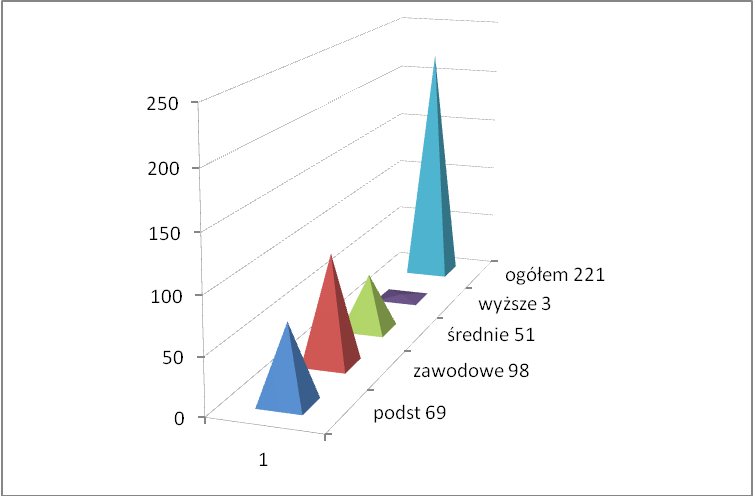 250
200
150
100
50
0
1
ogółem 221
wyższe 3
średnie 51
zawodowe 98
podst 69